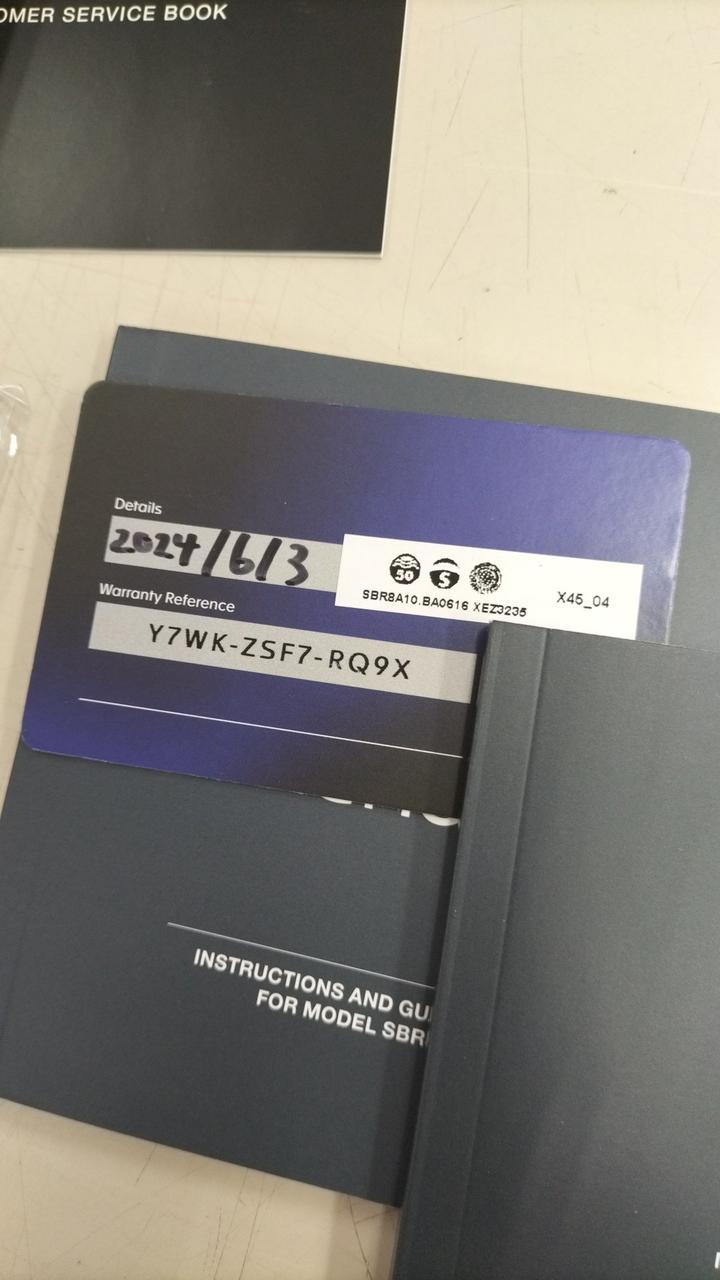 OMER SERVICE BOOK
Details
2024/6/3
50 S
SBR8A10.BA0616 XEZ3235
X45_04
Warranty Reference
Y7WK-ZSF7-RQ9X
INSTRUCTIONS AND GU
FOR MODEL SBR